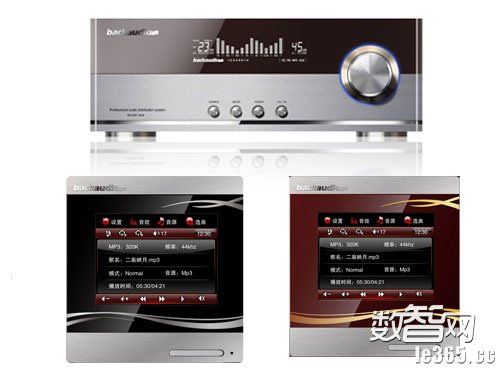 backaudio
-23 45
backaudio
Professional audio distribution system
backaudio
设置 音效 音源 选曲
17 12:30
MP3: 320K 频率: 44khz
歌名: 二泉映月.mp3
模式: Normal 音源: Mp3
播放时间: 05:30/04:21
backaudio
设置 音效 音源 选曲
17 12:30
MP3: 320K 频率: 44khz
歌名: 二泉映月.mp3
模式: Normal 音源: Mp3
播放时间: 05:30/04:21
数智网
le365.cc